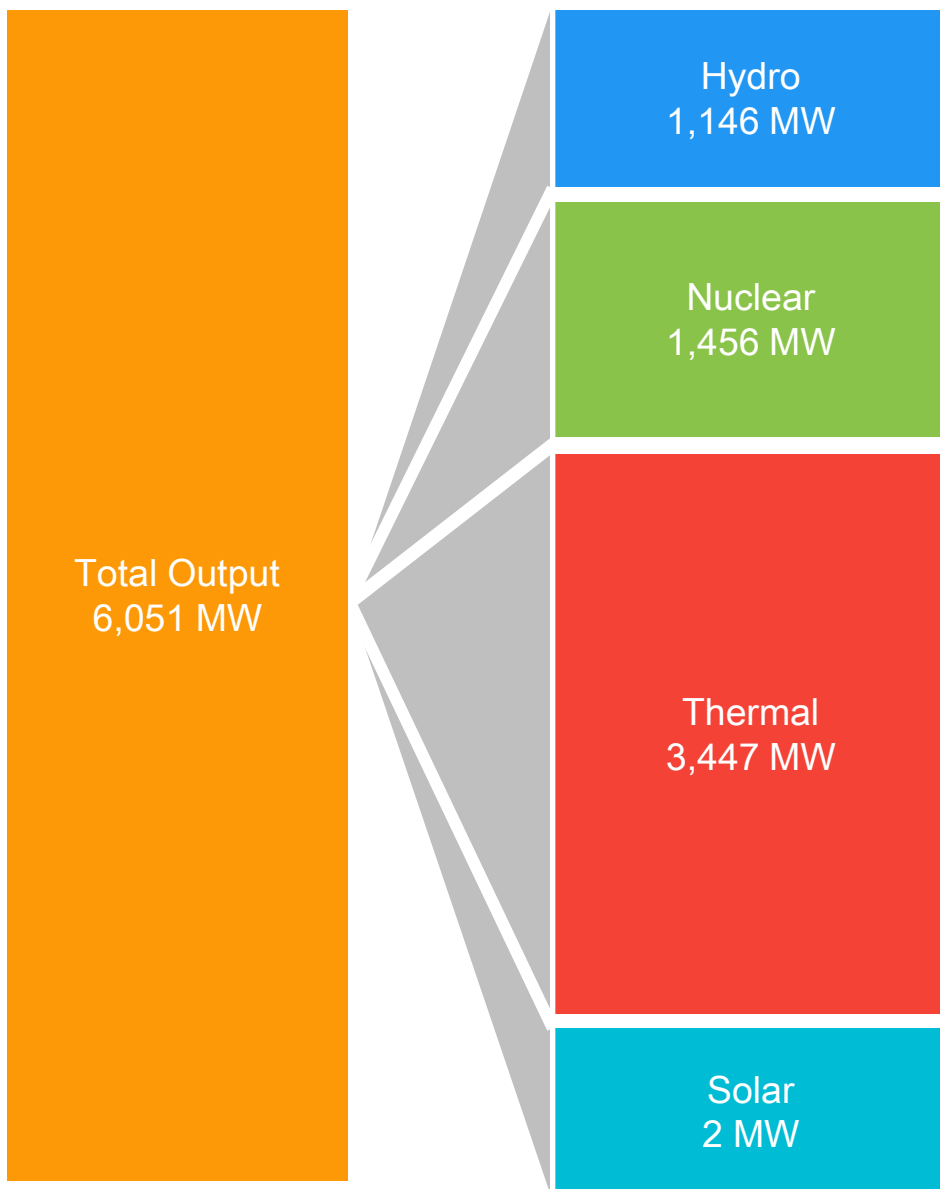 Total Output
6,051 MW
Hydro
1,146 MW
Nuclear
1,456 MW
Thermal
3,447 MW
Solar
2 MW